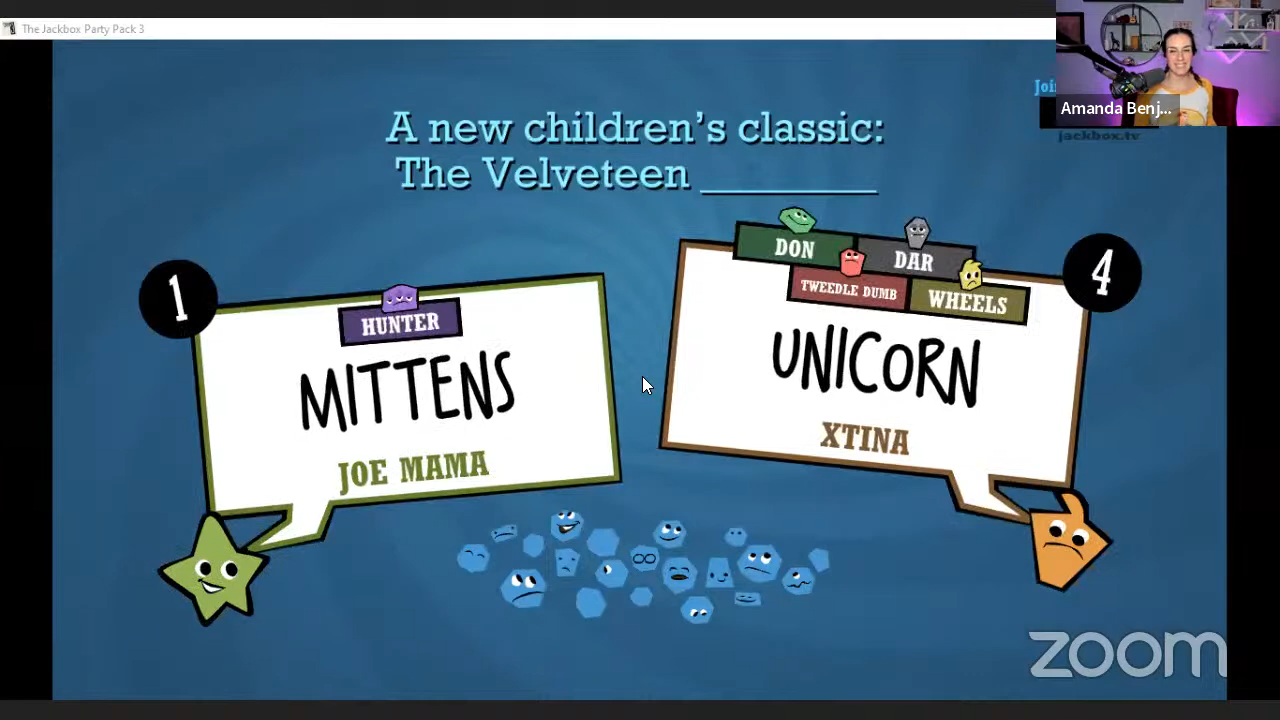 The Jackbox Party Pack 3
Amanda Benj...
jackbox.tv
A new children's classic:
The Velveteen ________
1
HUNTER
MITTENS
JOE MAMA
DON
DAR
TWEEDLE DUMB
WHEELS
4
UNICORN
XTINA
zoom